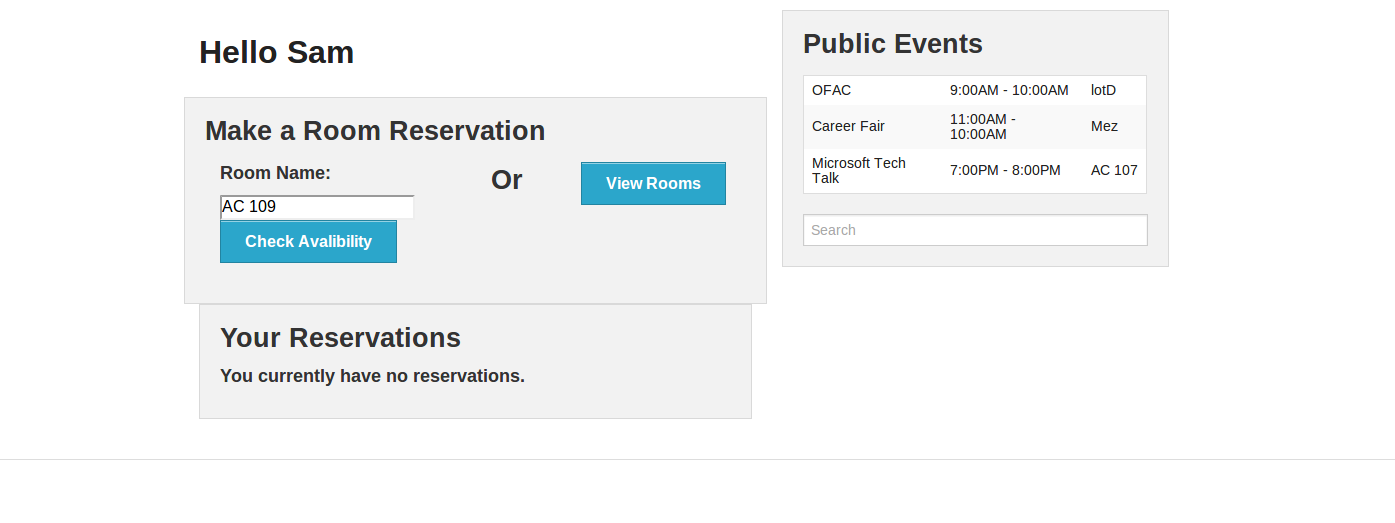 Hello Sam
Make a Room Reservation
Room Name:
AC 109
Check Avalibility
Or
View Rooms
Your Reservations
You currently have no reservations.
Public Events
OFAC 9:00AM - 10:00AM lotD
Career Fair 11:00AM - 10:00AM Mez
Microsoft Tech Talk 7:00PM - 8:00PM AC 107
Search